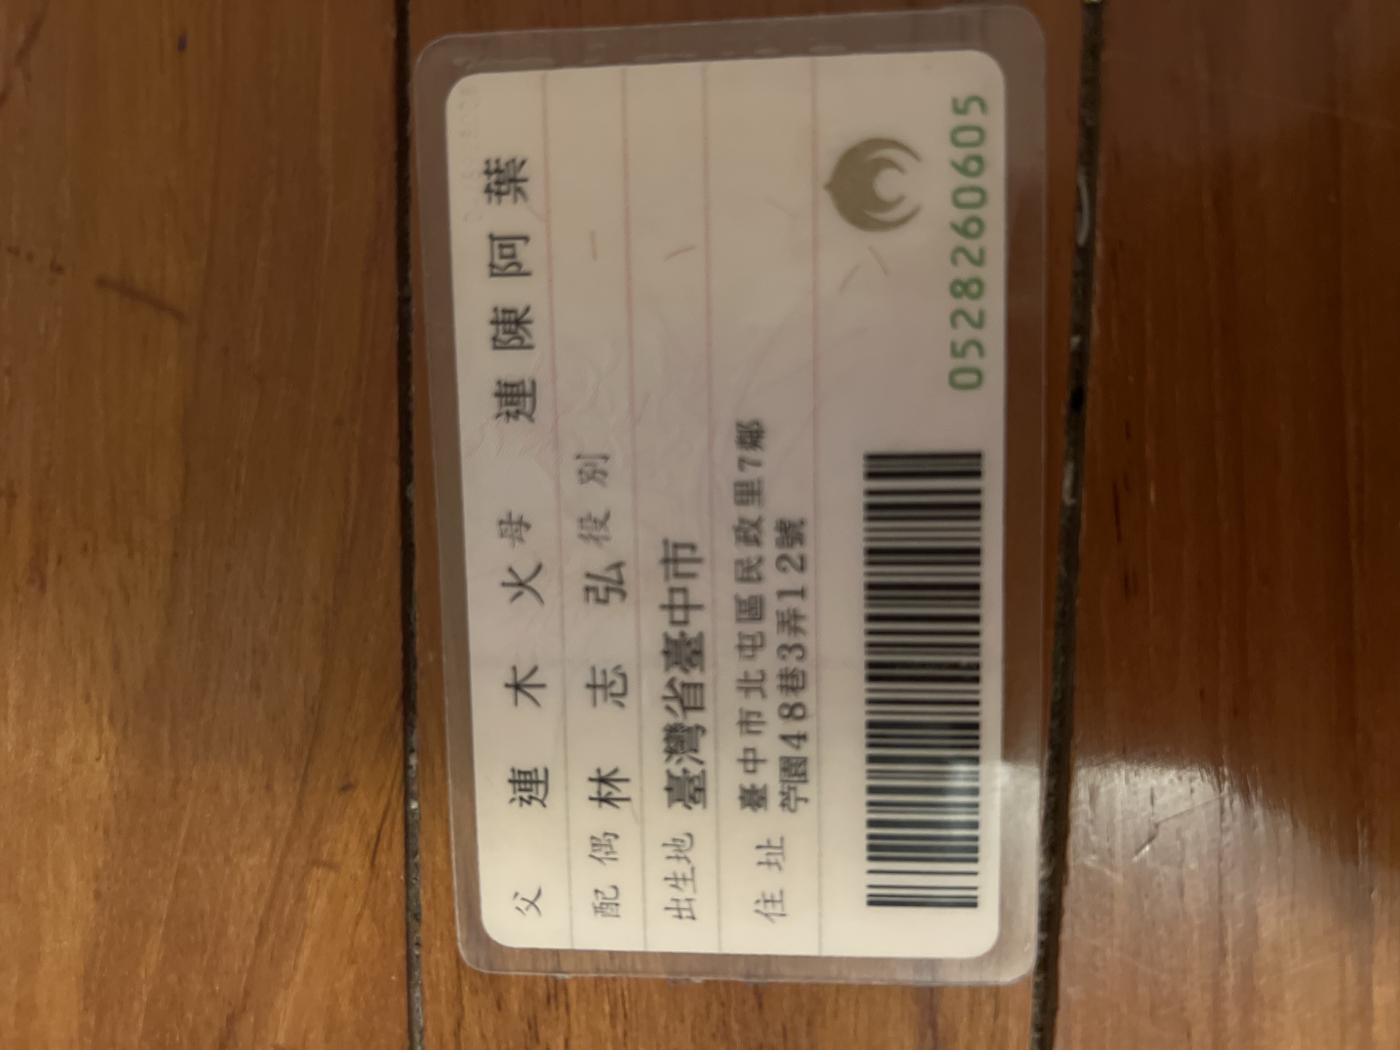 父 連木火 母 連陳阿葉
配偶 林志弘 役別
出生地 臺灣省臺中市
住址 臺中市北屯區民政里7鄰
苧園48巷3弄12號
0528260605